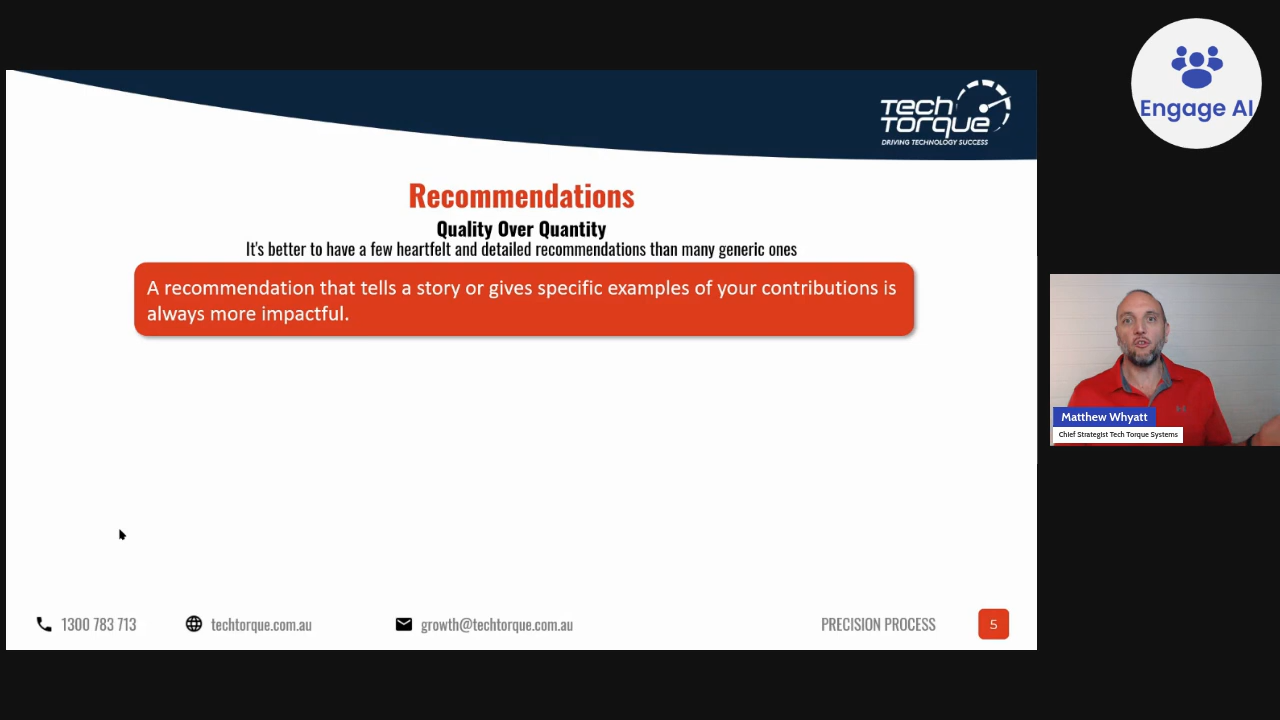 Tech
Torque
DRIVING TECHNOLOGY SUCCESS
Engage AI
Recommendations
Quality Over Quantity
It's better to have a few heartfelt and detailed recommendations than many generic ones
A recommendation that tells a story or gives specific examples of your contributions is
always more impactful.
Matthew Whyatt
Chief Strategist Tech Torque Systems
1300 783 713
techtorque.com.au
growth@techtorque.com.au
PRECISION PROCESS
5